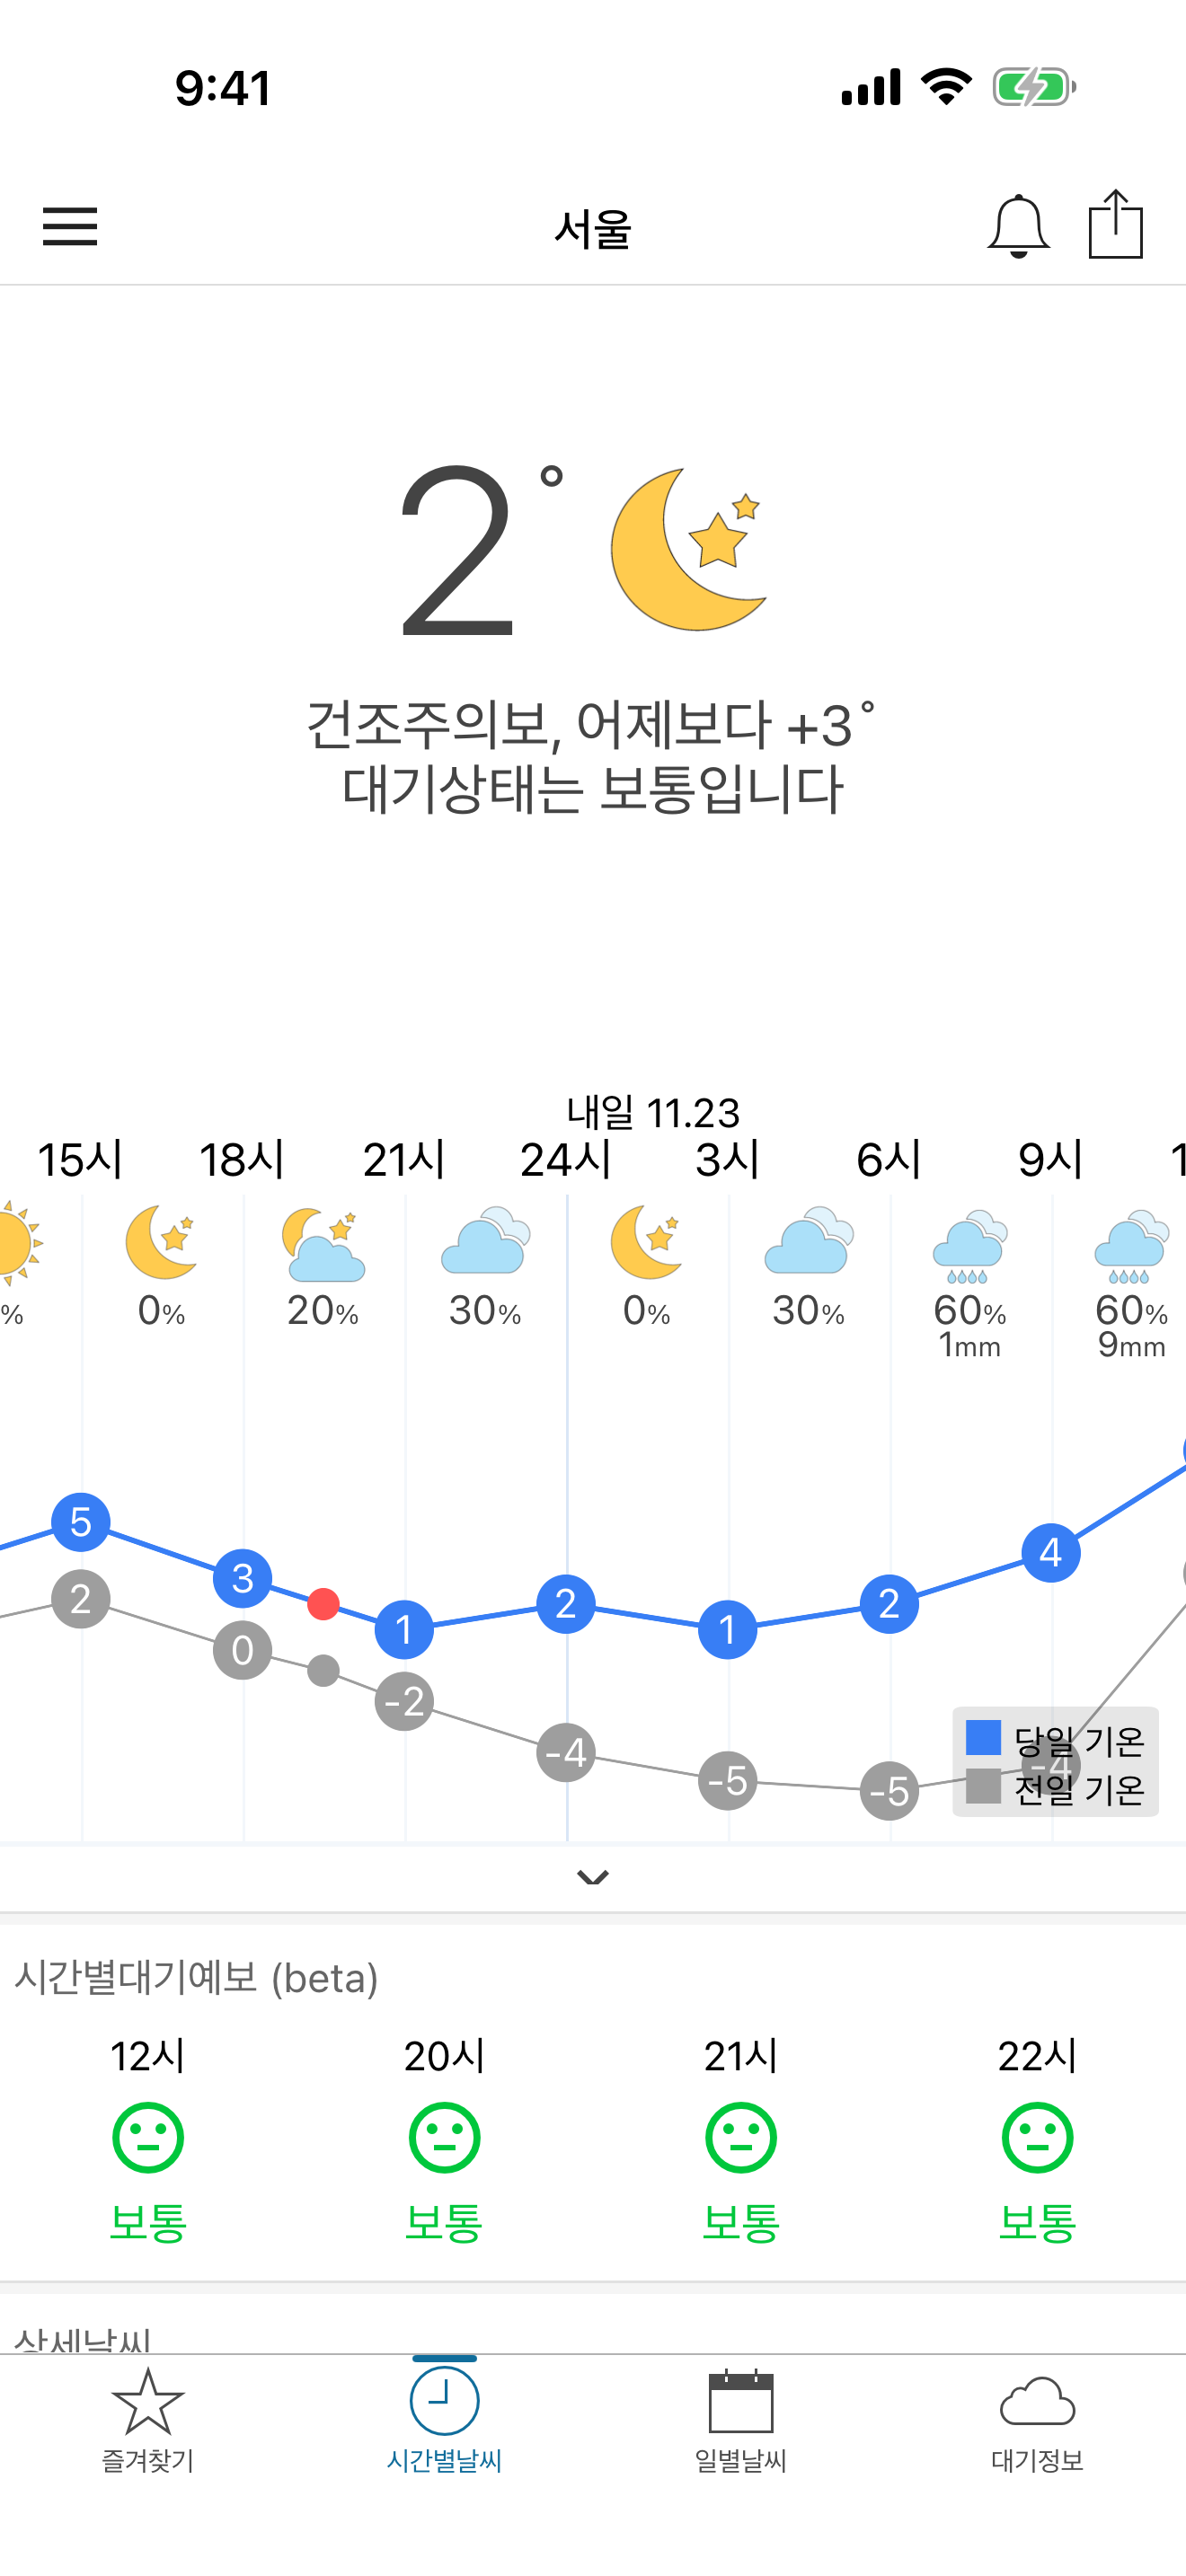 9:41
서울
2°
건조주의보, 어제보다 +3°
대기상태는 보통입니다
내일 11.23
15시 18시 21시 24시 3시 6시 9시 1
% 0% 20% 30% 0% 30% 60% 60%
1mm 9mm
5 3 1 2 1 2 4
2 0 -2 -4 -5 -5 -4
당일 기온
전일 기온
시간별대기예보 (beta)
12시 20시 21시 22시
보통 보통 보통 보통
상세날씨
즐겨찾기 시간별날씨 일별날씨 대기정보